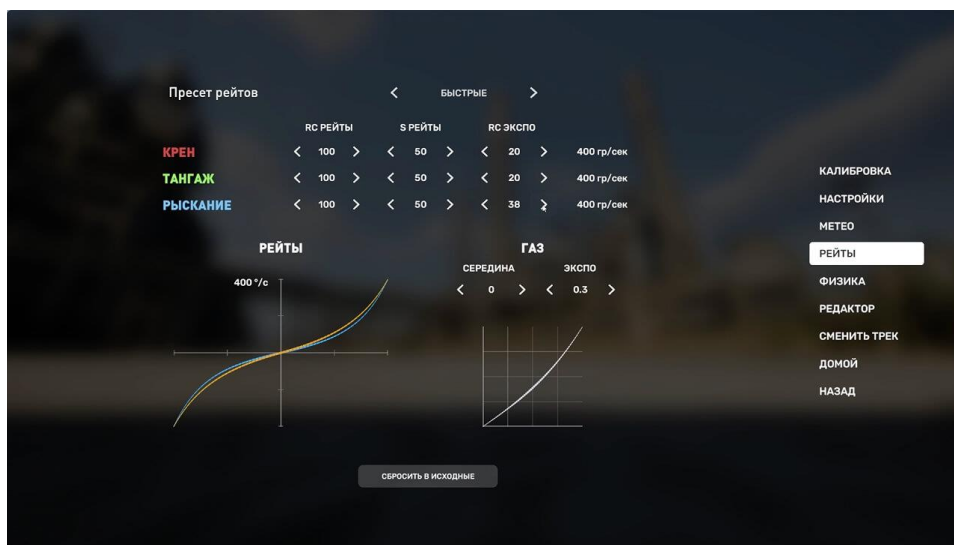 Пресет рейтов < БЫСТРЫЕ >
RC РЕЙТЫ S РЕЙТЫ RC ЭКСПО
КРЕН < 100 > < 50 > < 20 > 400 гр/сек
ТАНГАЖ < 100 > < 50 > < 20 > 400 гр/сек
РЫСКАНИЕ < 100 > < 50 > < 38 > 400 гр/сек
РЕЙТЫ
400 °/с
ГАЗ
СЕРЕДИНА ЭКСПО
< 0 > < 0.3 >
СБРОСИТЬ В ИСХОДНЫЕ
КАЛИБРОВКА
НАСТРОЙКИ
МЕТЕО
РЕЙТЫ
ФИЗИКА
РЕДАКТОР
СМЕНИТЬ ТРЕК
ДОМОЙ
НАЗАД